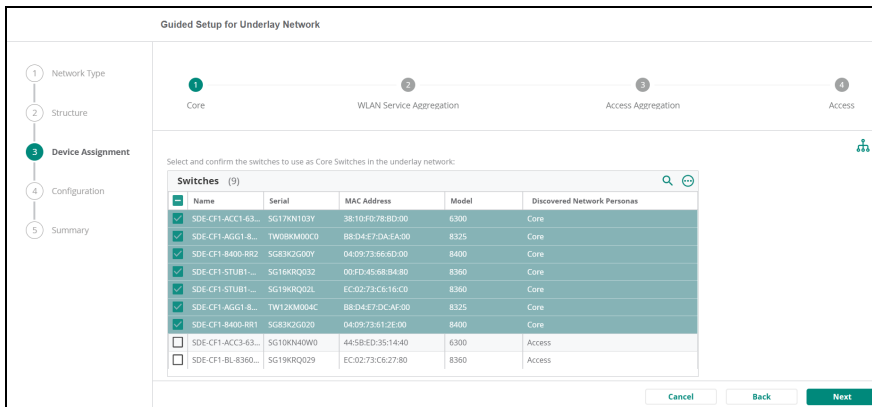 Guided Setup for Underlay Network
1 Network Type
2 Structure
3 Device Assignment
4 Configuration
5 Summary
1 2 3 4
Core WLAN Service Aggregation Access Aggregation Access
Select and confirm the switches to use as Core Switches in the underlay network:
Switches (9)
Name Serial MAC Address Model Discovered Network Personas
SDE-CF1-ACC1-63... SG17KN103Y 38:10:F0:78:BD:00 6300 Core
SDE-CF1-AGG1-8... TW0BKM00C0 B8:D4:E7:DA:EA:00 8325 Core
SDE-CF1-8400-RR2 SG83K2G00Y 04:09:73:66:6D:00 8400 Core
SDE-CF1-STUB1-... SG16KRQ032 00:FD:45:68:B4:80 8360 Core
SDE-CF1-STUB1-... SG19KRQ02L EC:02:73:C6:16:C0 8360 Core
SDE-CF1-AGG1-8... TW12KM004C B8:D4:E7:DC:AF:00 8325 Core
SDE-CF1-8400-RR1 SG83K2G020 04:09:73:61:2E:00 8400 Core
SDE-CF1-ACC3-63... SG10KN40W0 44:5B:ED:35:14:40 6300 Access
SDE-CF1-BL-8360... SG19KRQ029 EC:02:73:C6:27:80 8360 Access
Cancel Back Next